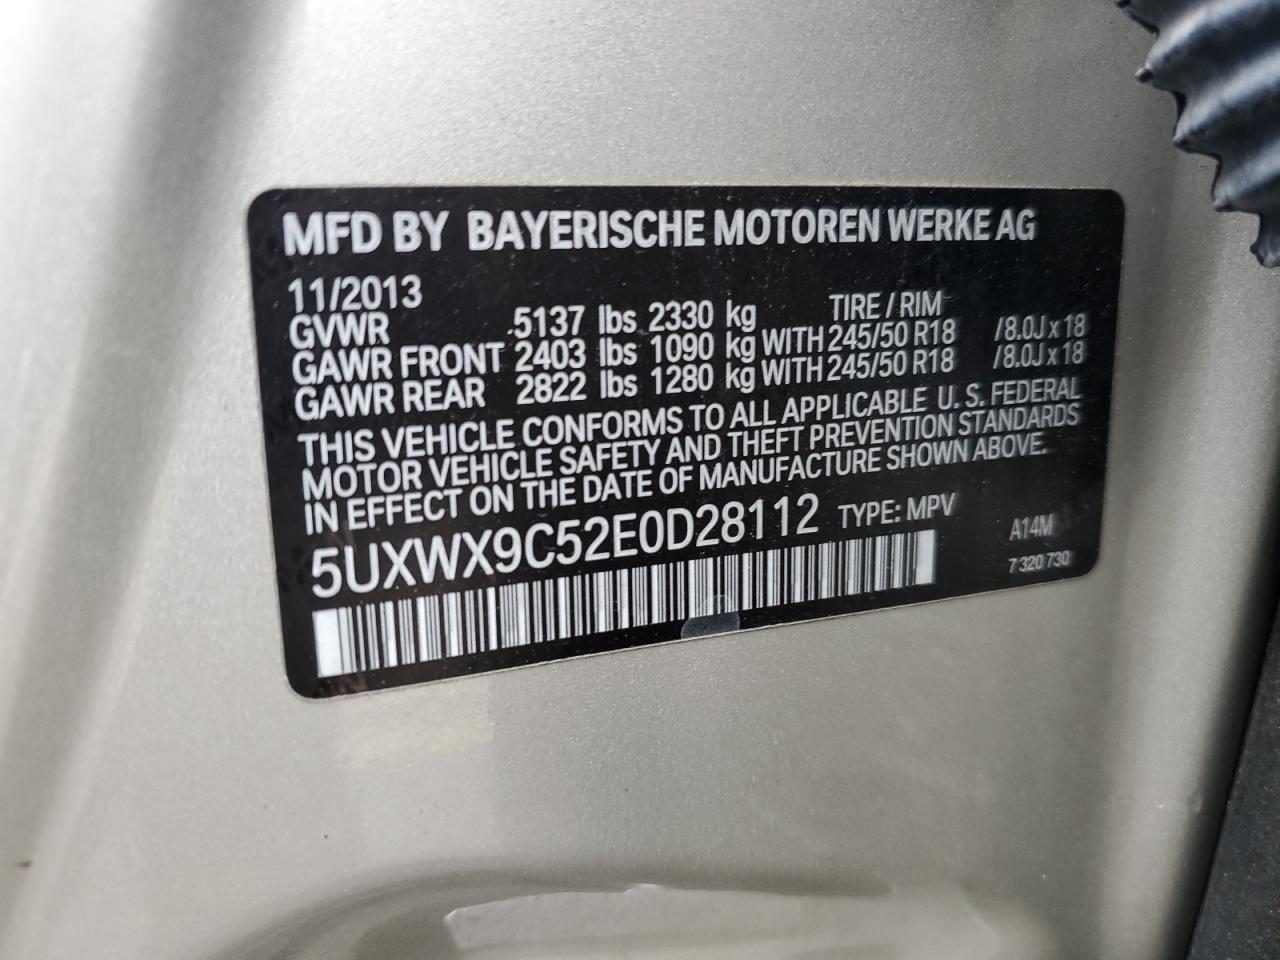 MFD BY BAYERISCHE MOTOREN WERKE AG
11/2013 TIRE / RIM
GVWR 5137 lbs 2330 kg
GAWR FRONT 2403 lbs 1090 kg WITH 245/50 R18 /8.0J x 18
GAWR REAR 2822 lbs 1280 kg WITH 245/50 R18 /8.0J x 18
THIS VEHICLE CONFORMS TO ALL APPLICABLE U.S. FEDERAL
MOTOR VEHICLE SAFETY AND THEFT PREVENTION STANDARDS
IN EFFECT ON THE DATE OF MANUFACTURE SHOWN ABOVE.
5UXWX9C52E0D28112 TYPE: MPV A14M
7 320 730